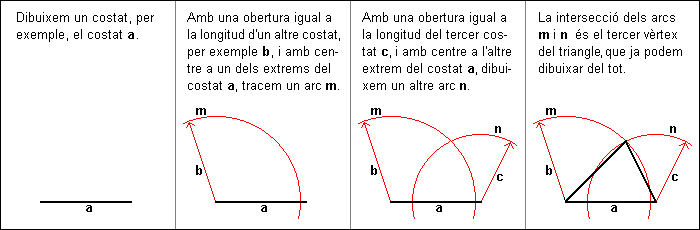 Dibuixem un costat, per
exemple, el costat a.
a
Amb una obertura igual a
la longitud d'un altre costat,
per exemple b, i amb cen-
tre a un dels extrems del
costat a, tracem un arc m.
m
b
a
Amb una obertura igual a
la longitud del tercer cos-
tat c, i amb centre a l'altre
extrem del costat a, dibui-
xem un altre arc n.
m
n
b
c
a
La intersecció dels arcs
m i n és el tercer vèrtex
del triangle, que ja podem
dibuixar del tot.
m
n
b
c
a